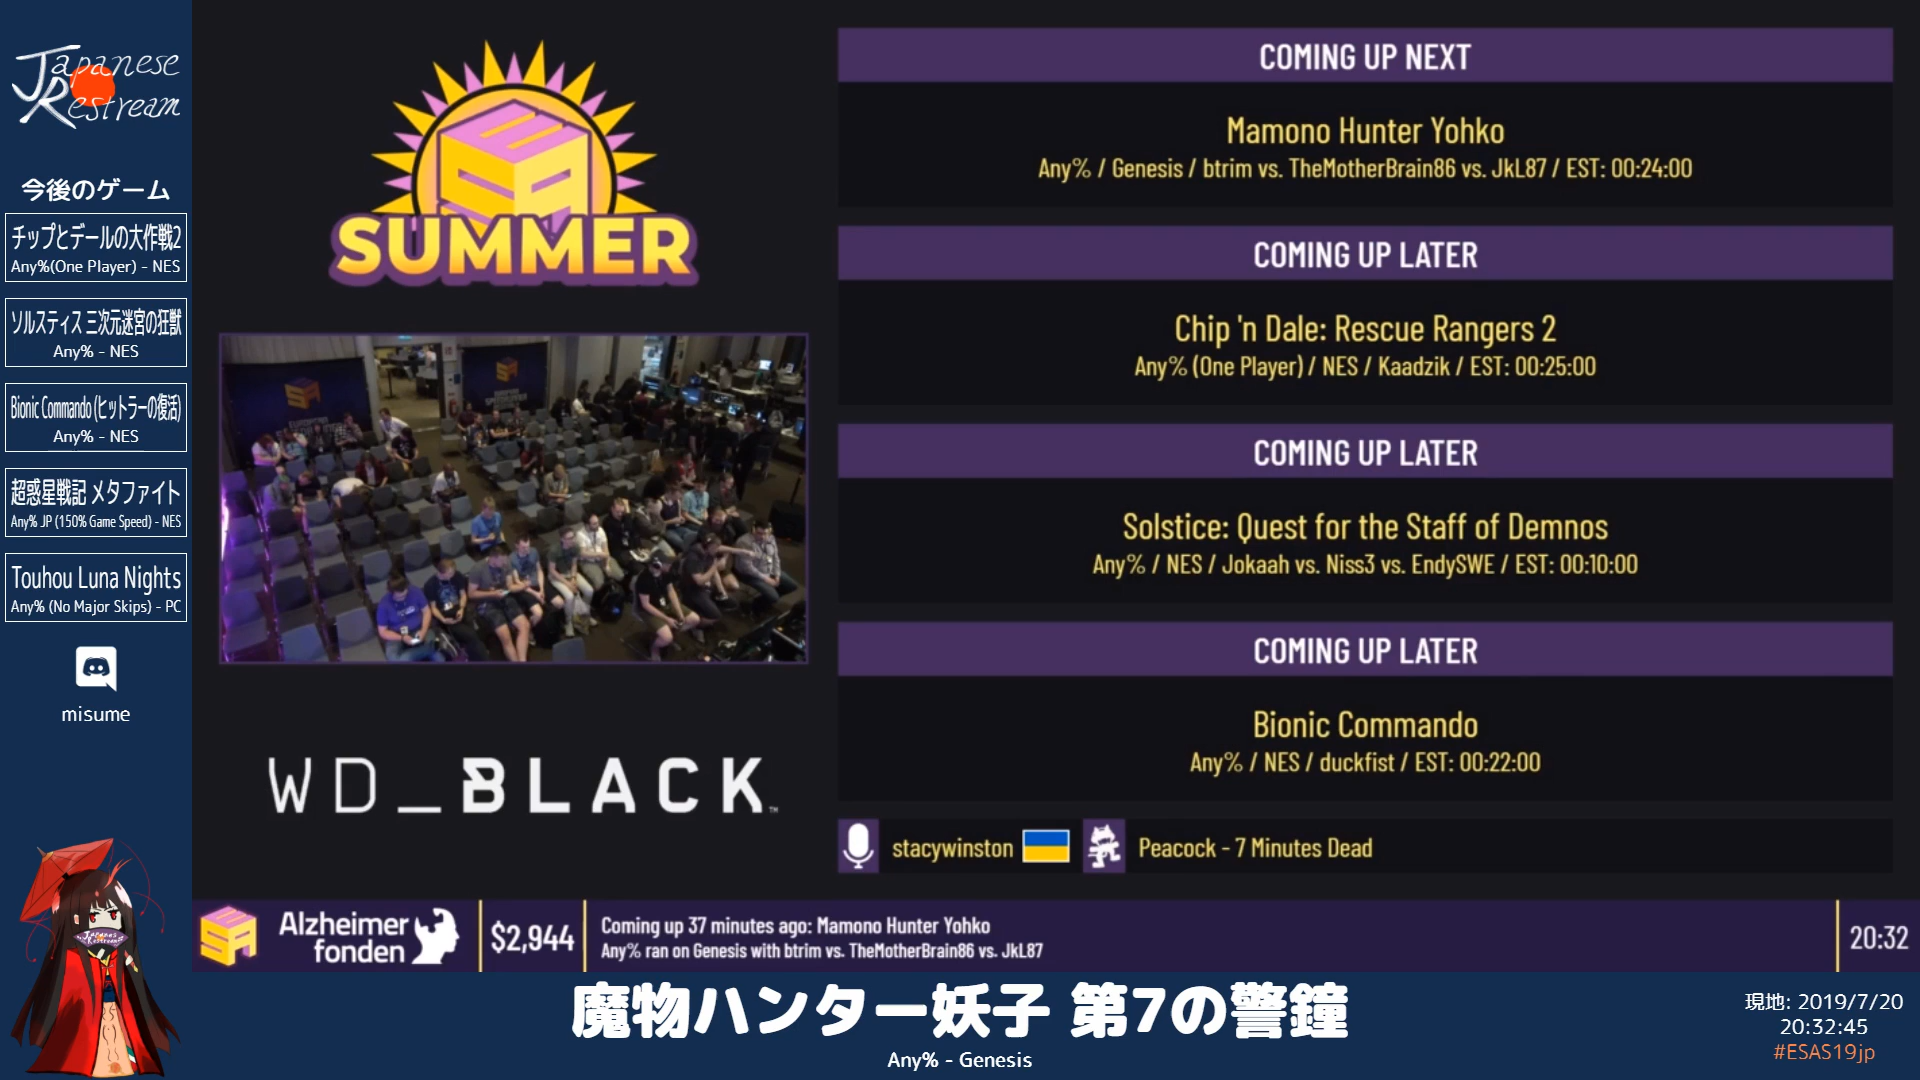 Japanese
Restream
今後のゲーム
チップとデールの大作戦2
Any%(One Player) - NES
ソルスティス 三次元迷宮の狂獣
Any% - NES
Bionic Commando (ヒットラーの復活)
Any% - NES
超惑星戦記 メタファイト
Any% JP (150% Game Speed) - NES
Touhou Luna Nights
Any% (No Major Skips) - PC
misume
ESA
SUMMER
WD_BLACK™
COMING UP NEXT
Mamono Hunter Yohko
Any% / Genesis / btrim vs. TheMotherBrain86 vs. JkL87 / EST: 00:24:00
COMING UP LATER
Chip 'n Dale: Rescue Rangers 2
Any% (One Player) / NES / Kaadzik / EST: 00:25:00
COMING UP LATER
Solstice: Quest for the Staff of Demnos
Any% / NES / Jokaah vs. Niss3 vs. EndySWE / EST: 00:10:00
COMING UP LATER
Bionic Commando
Any% / NES / duckfist / EST: 00:22:00
stacywinston
Peacock - 7 Minutes Dead
ESA
Alzheimer
fonden
$2,944
Coming up 37 minutes ago: Mamono Hunter Yohko
Any% ran on Genesis with btrim vs. TheMotherBrain86 vs. JkL87
20:32
魔物ハンター妖子 第7の警鐘
Any% - Genesis
現地: 2019/7/20
20:32:45
#ESAS19jp